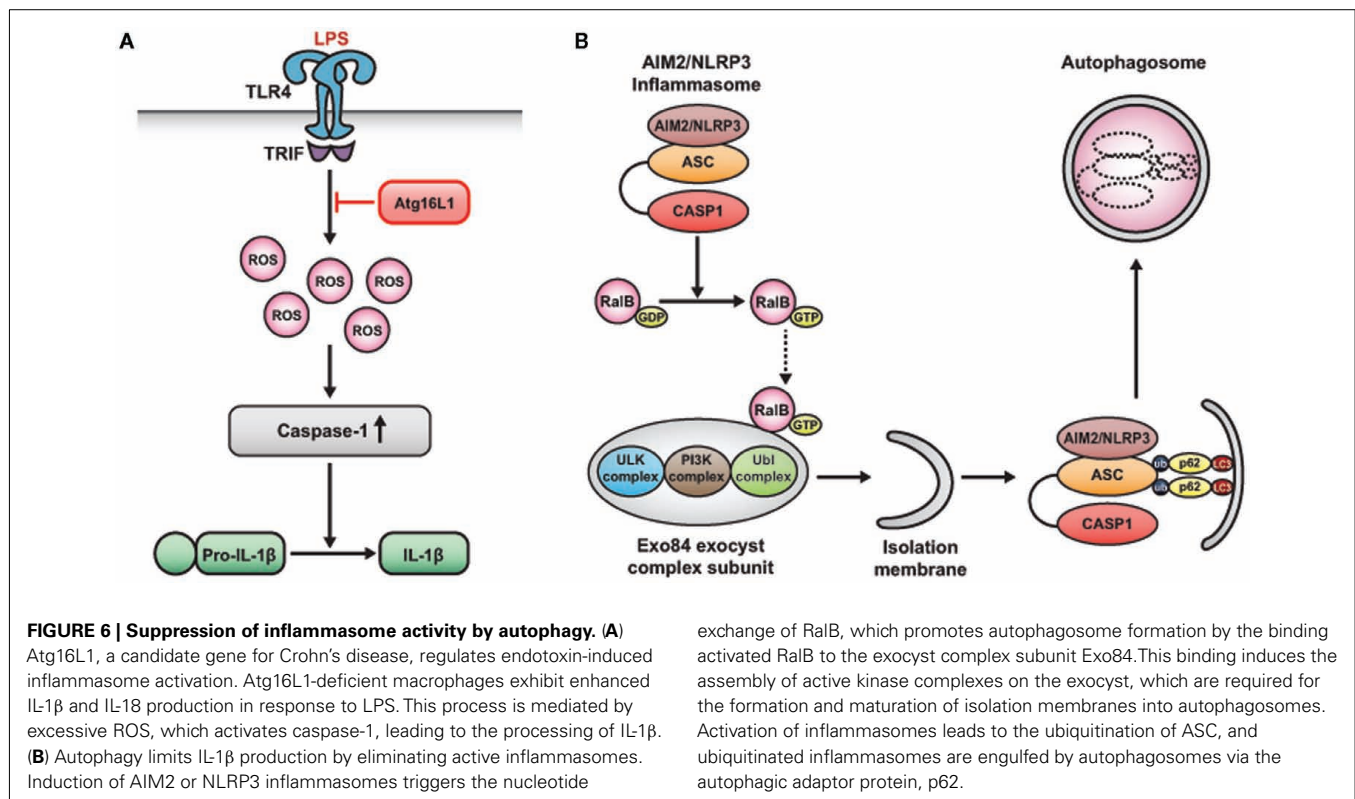 A
LPS
TLR4
TRIF
Atg16L1
ROS
ROS
ROS
ROS
ROS
Caspase-1
Pro-IL-1β
IL-1β
B
AIM2/NLRP3
Inflammasome
AIM2/NLRP3
ASC
CASP1
RalB
GDP
RalB
GTP
RalB
GTP
ULK
complex
PI3K
complex
Ubl
complex
Exo84 exocyst
complex subunit
Isolation
membrane
Autophagosome
AIM2/NLRP3
ASC
ub
p62
LC3
ub
p62
LC3
CASP1
FIGURE 6 | Suppression of inflammasome activity by autophagy. (A)
Atg16L1, a candidate gene for Crohn's disease, regulates endotoxin-induced
inflammasome activation. Atg16L1-deficient macrophages exhibit enhanced
IL-1β and IL-18 production in response to LPS. This process is mediated by
excessive ROS, which activates caspase-1, leading to the processing of IL-1β.
(B) Autophagy limits IL-1β production by eliminating active inflammasomes.
Induction of AIM2 or NLRP3 inflammasomes triggers the nucleotide
exchange of RalB, which promotes autophagosome formation by the binding
activated RalB to the exocyst complex subunit Exo84. This binding induces the
assembly of active kinase complexes on the exocyst, which are required for
the formation and maturation of isolation membranes into autophagosomes.
Activation of inflammasomes leads to the ubiquitination of ASC, and
ubiquitinated inflammasomes are engulfed by autophagosomes via the
autophagic adaptor protein, p62.